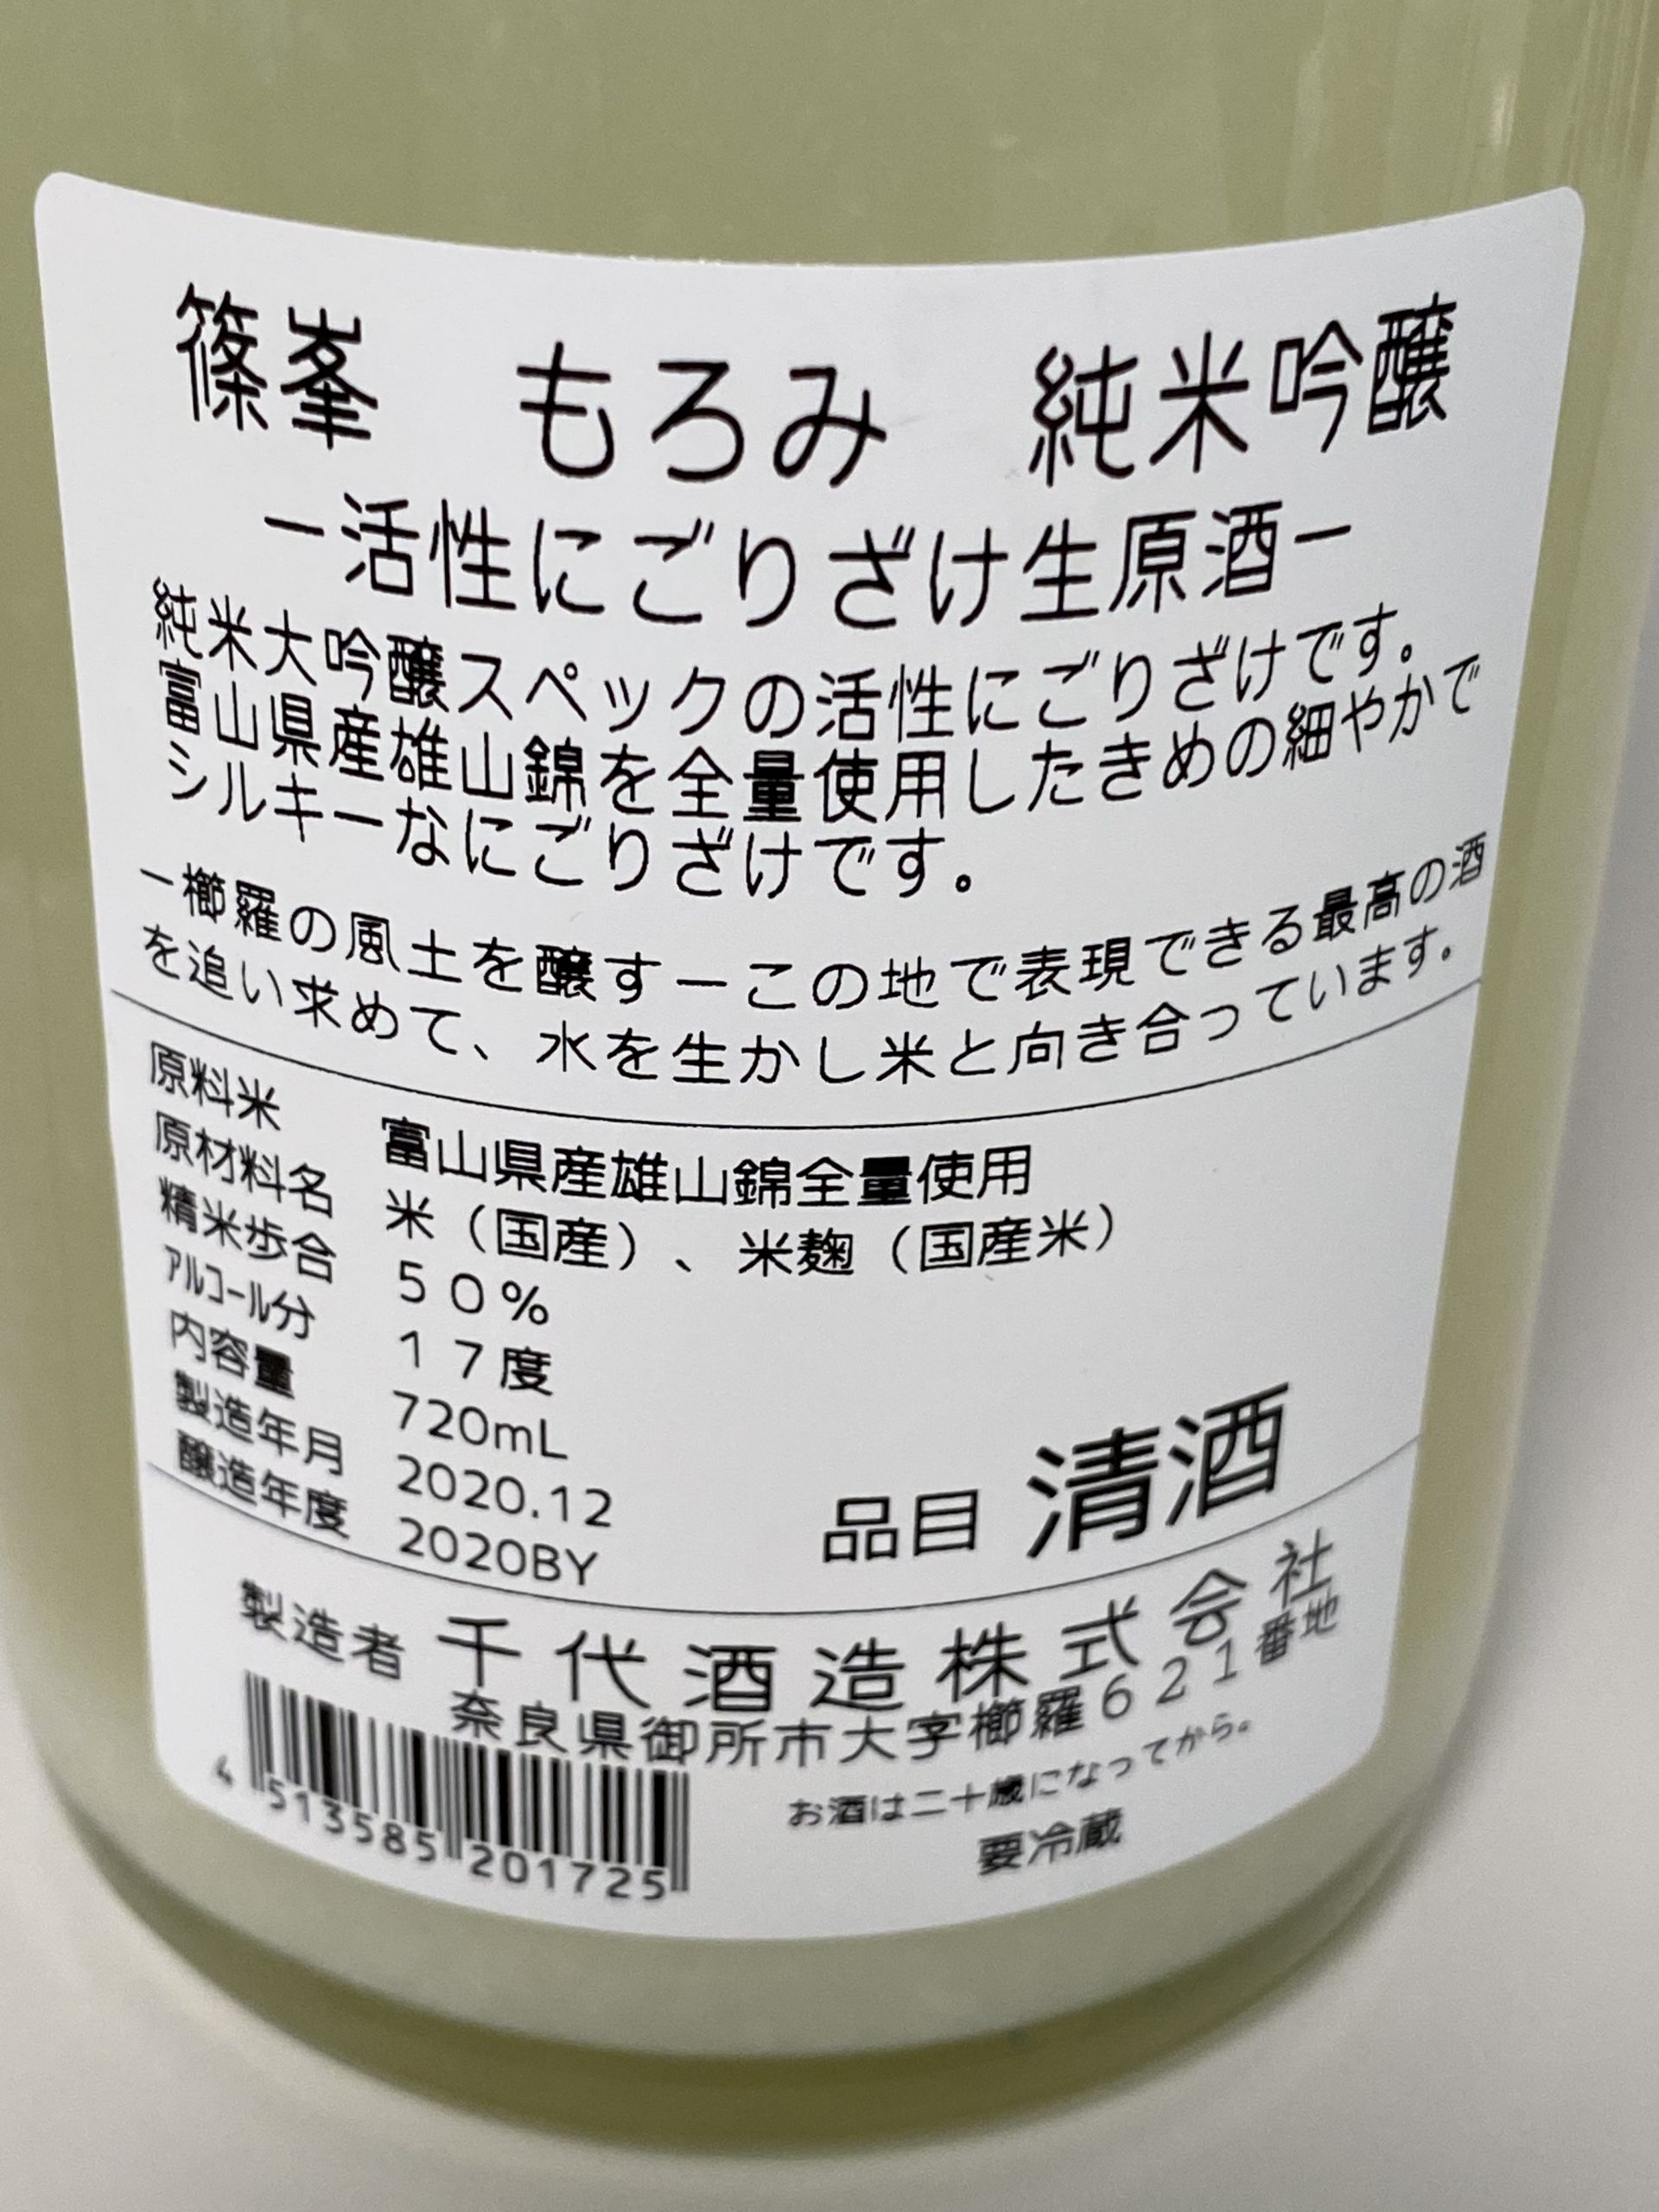 篠峯　もろみ　純米吟醸
－活性にごりざけ生原酒－
純米大吟醸スペックの活性にごりざけです。
富山県産雄山錦を全量使用したきめの細やかで
シルキーなにごりざけです。
－櫛羅の風土を醸す－この地で表現できる最高の酒
を追い求めて、水を生かし米と向き合っています。
原料米　富山県産雄山錦全量使用
原材料名　米（国産）、米麹（国産米）
精米歩合　５０％
ｱﾙｺｰﾙ分　１７度
内容量　720mL
製造年月　2020.12
醸造年度　2020BY
品目 清酒
製造者 千代酒造株式会社
奈良県御所市大字櫛羅６２１番地
お酒は二十歳になってから。
要冷蔵
4 513585 201725